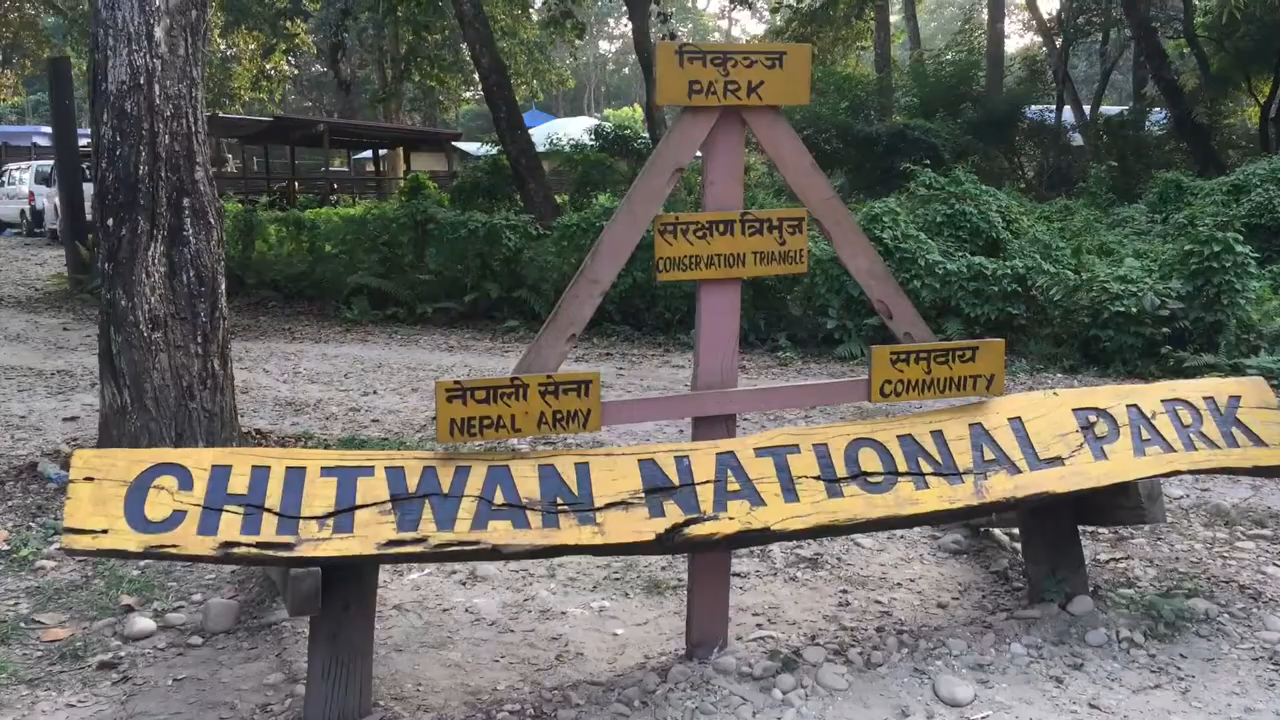 निकुञ्ज
PARK
संरक्षण त्रिभुज
CONSERVATION TRIANGLE
नेपाली सेना
NEPAL ARMY
समुदाय
COMMUNITY
CHITWAN NATIONAL PARK